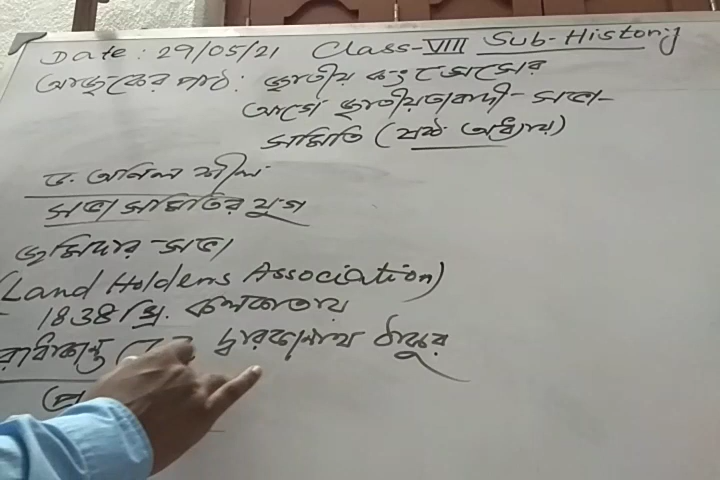 Date: 29/05/21 Class-VIII Sub-History
আজকের পাঠ: জাতীয় কংগ্রেসের
আগে জাতীয়তাবাদী-সভা-
সমিতি (ষষ্ঠ অধ্যায়)
ড. অনিল শীল
সভা সমিতির যুগ
জমিদার-সভা
(Land Holders Association)
1838 খ্রি. কলকাতায়
রাধাকান্ত দ্বারকানাথ ঠাকুর